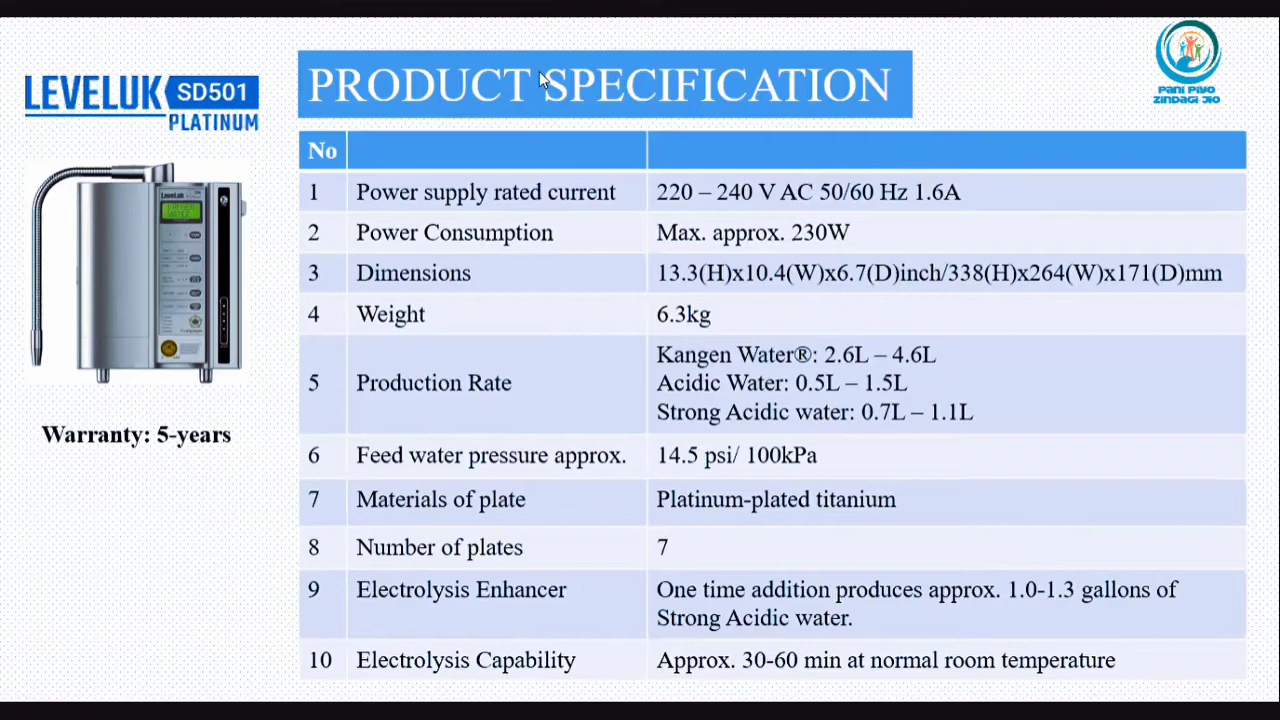 PRODUCT SPECIFICATION
LEVELUK SD501
PLATINUM
PANI PIYO
ZINDAGI JIO
Warranty: 5-years
No
1 Power supply rated current 220 – 240 V AC 50/60 Hz 1.6A
2 Power Consumption Max. approx. 230W
3 Dimensions 13.3(H)x10.4(W)x6.7(D)inch/338(H)x264(W)x171(D)mm
4 Weight 6.3kg
5 Production Rate Kangen Water®: 2.6L – 4.6L
Acidic Water: 0.5L – 1.5L
Strong Acidic water: 0.7L – 1.1L
6 Feed water pressure approx. 14.5 psi/ 100kPa
7 Materials of plate Platinum-plated titanium
8 Number of plates 7
9 Electrolysis Enhancer One time addition produces approx. 1.0-1.3 gallons of
Strong Acidic water.
10 Electrolysis Capability Approx. 30-60 min at normal room temperature